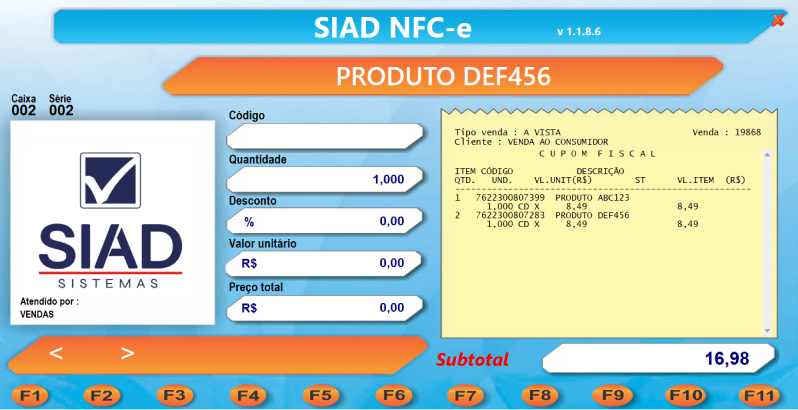 SIAD NFC-e
v 1.1.8.6
PRODUTO DEF456
Caixa Série
002 002
SIAD
SISTEMAS
Atendido por :
VENDAS
Código
Quantidade
1,000
Desconto
% 0,00
Valor unitário
R$ 0,00
Preço total
R$ 0,00
Tipo venda : A VISTA Venda : 19868
Cliente : VENDA AO CONSUMIDOR
C U P O M F I S C A L
ITEM CÓDIGO DESCRIÇÃO
QTD. UND. VL.UNIT(R$) ST VL.ITEM (R$)
1 7622300807399 PRODUTO ABC123
1,000 CD X 8,49 8,49
2 7622300807283 PRODUTO DEF456
1,000 CD X 8,49 8,49
< >
Subtotal 16,98
F1 F2 F3 F4 F5 F6 F7 F8 F9 F10 F11